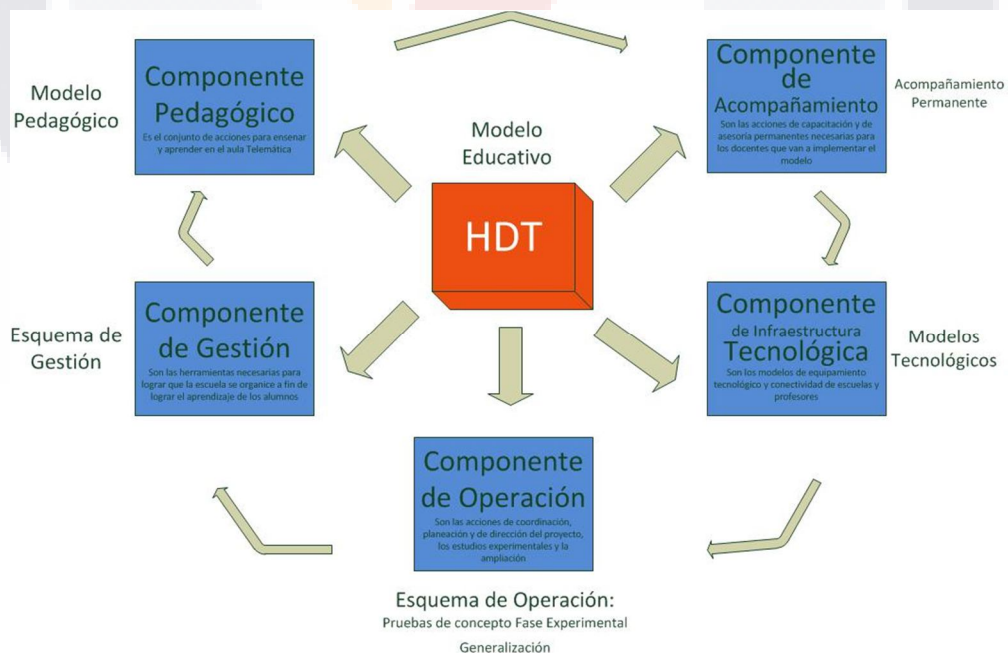 Modelo
Pedagógico
Componente
Pedagógico
Es el conjunto de acciones para ensenar
y aprender en el aula Telemática
Modelo
Educativo
HDT
Componente
de
Acompañamiento
Son las acciones de capacitación y de
asesoría permanentes necesarias para
los docentes que van a implementar el
modelo
Acompañamiento
Permanente
Esquema de
Gestión
Componente
de Gestión
Son las herramientas necesarias para
lograr que la escuela se organice a fin de
lograr el aprendizaje de los alumnos
Componente
de Infraestructura
Tecnológica
Son los modelos de equipamiento
tecnológico y conectividad de escuelas y
profesores
Modelos
Tecnológicos
Componente
de Operación
Son las acciones de coordinación,
planeación y de dirección del proyecto,
los estudios experimentales y la
ampliación
Esquema de Operación:
Pruebas de concepto Fase Experimental
Generalización